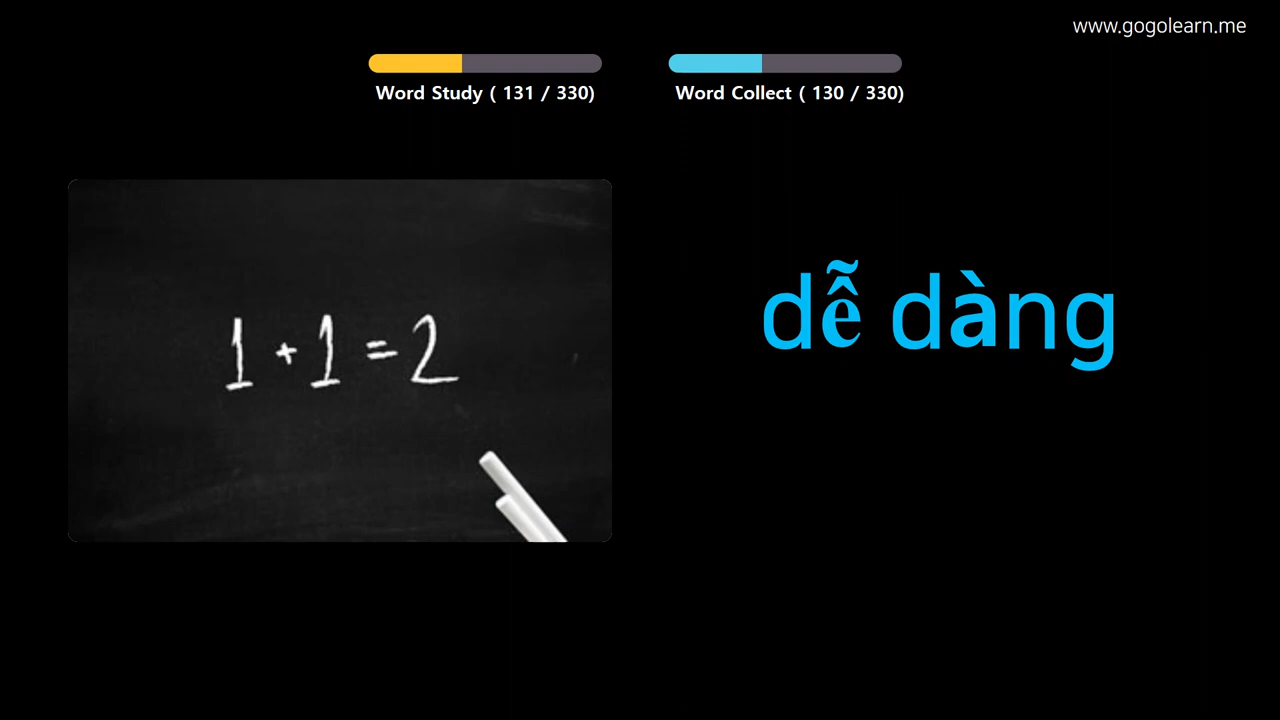 www.gogolearn.me
Word Study ( 131 / 330)
Word Collect ( 130 / 330)
1 + 1 = 2
dễ dàng